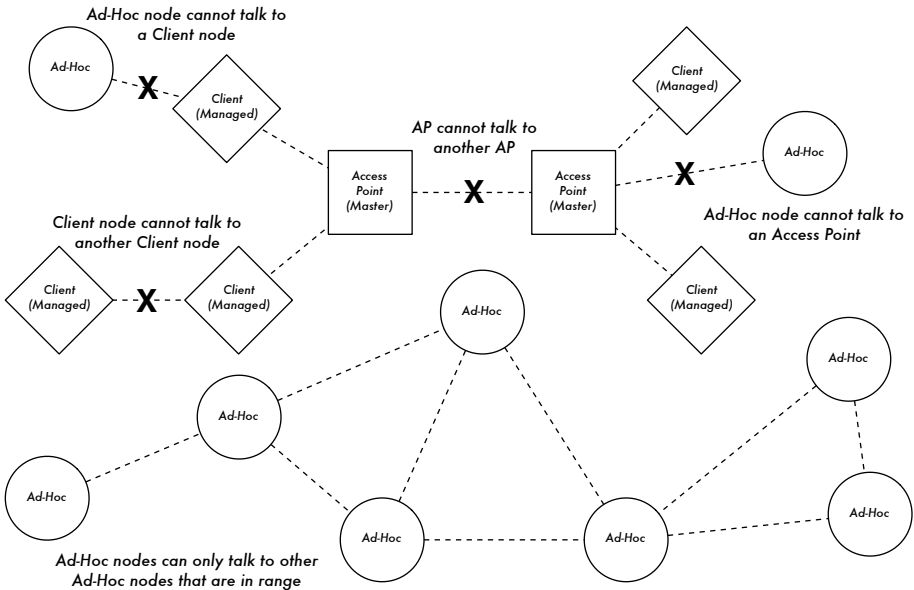 Ad-Hoc node cannot talk to
a Client node
Ad-Hoc
X
Client
(Managed)
Client
(Managed)
AP cannot talk to
another AP
Ad-Hoc
Access
Point
(Master)
X
Access
Point
(Master)
X
Ad-Hoc node cannot talk to
an Access Point
Client node cannot talk to
another Client node
Client
(Managed)
X
Client
(Managed)
Client
(Managed)
Ad-Hoc
Ad-Hoc
Ad-Hoc
Ad-Hoc
Ad-Hoc
Ad-Hoc
Ad-Hoc
Ad-Hoc nodes can only talk to other
Ad-Hoc nodes that are in range